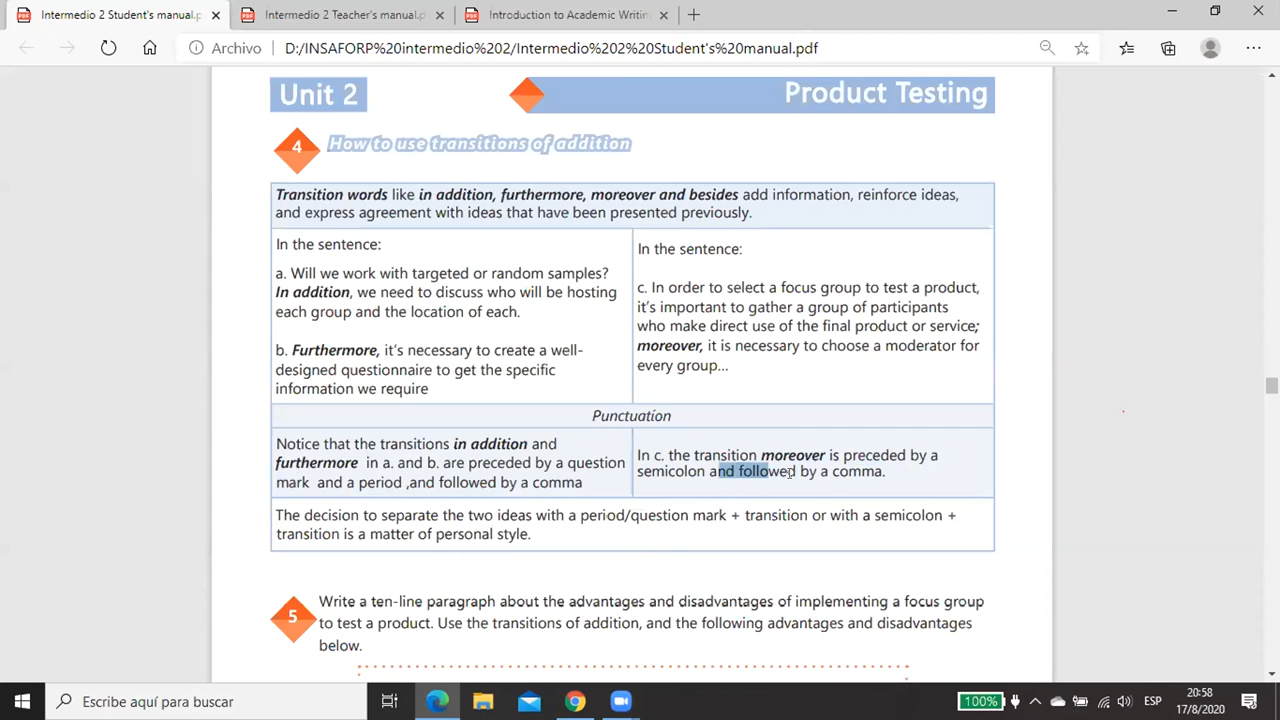 Intermedio 2 Student's manual.p
Intermedio 2 Teacher's manual.p
Introduction to Academic Writin
Archivo
D:/INSAFORP%20intermedio%202/Intermedio%202%20Student's%20manual.pdf
Unit 2
Product Testing
4
How to use transitions of addition
Transition words like in addition, furthermore, moreover and besides add information, reinforce ideas,
and express agreement with ideas that have been presented previously.
In the sentence:
a. Will we work with targeted or random samples?
In addition, we need to discuss who will be hosting
each group and the location of each.
b. Furthermore, it's necessary to create a well-
designed questionnaire to get the specific
information we require
In the sentence:
c. In order to select a focus group to test a product,
it's important to gather a group of participants
who make direct use of the final product or service;
moreover, it is necessary to choose a moderator for
every group...
Punctuation
Notice that the transitions in addition and
furthermore in a. and b. are preceded by a question
mark and a period ,and followed by a comma
In c. the transition moreover is preceded by a
semicolon and followed by a comma.
The decision to separate the two ideas with a period/question mark + transition or with a semicolon +
transition is a matter of personal style.
5
Write a ten-line paragraph about the advantages and disadvantages of implementing a focus group
to test a product. Use the transitions of addition, and the following advantages and disadvantages
below.
Escribe aquí para buscar
100%
ESP
20:58
17/8/2020